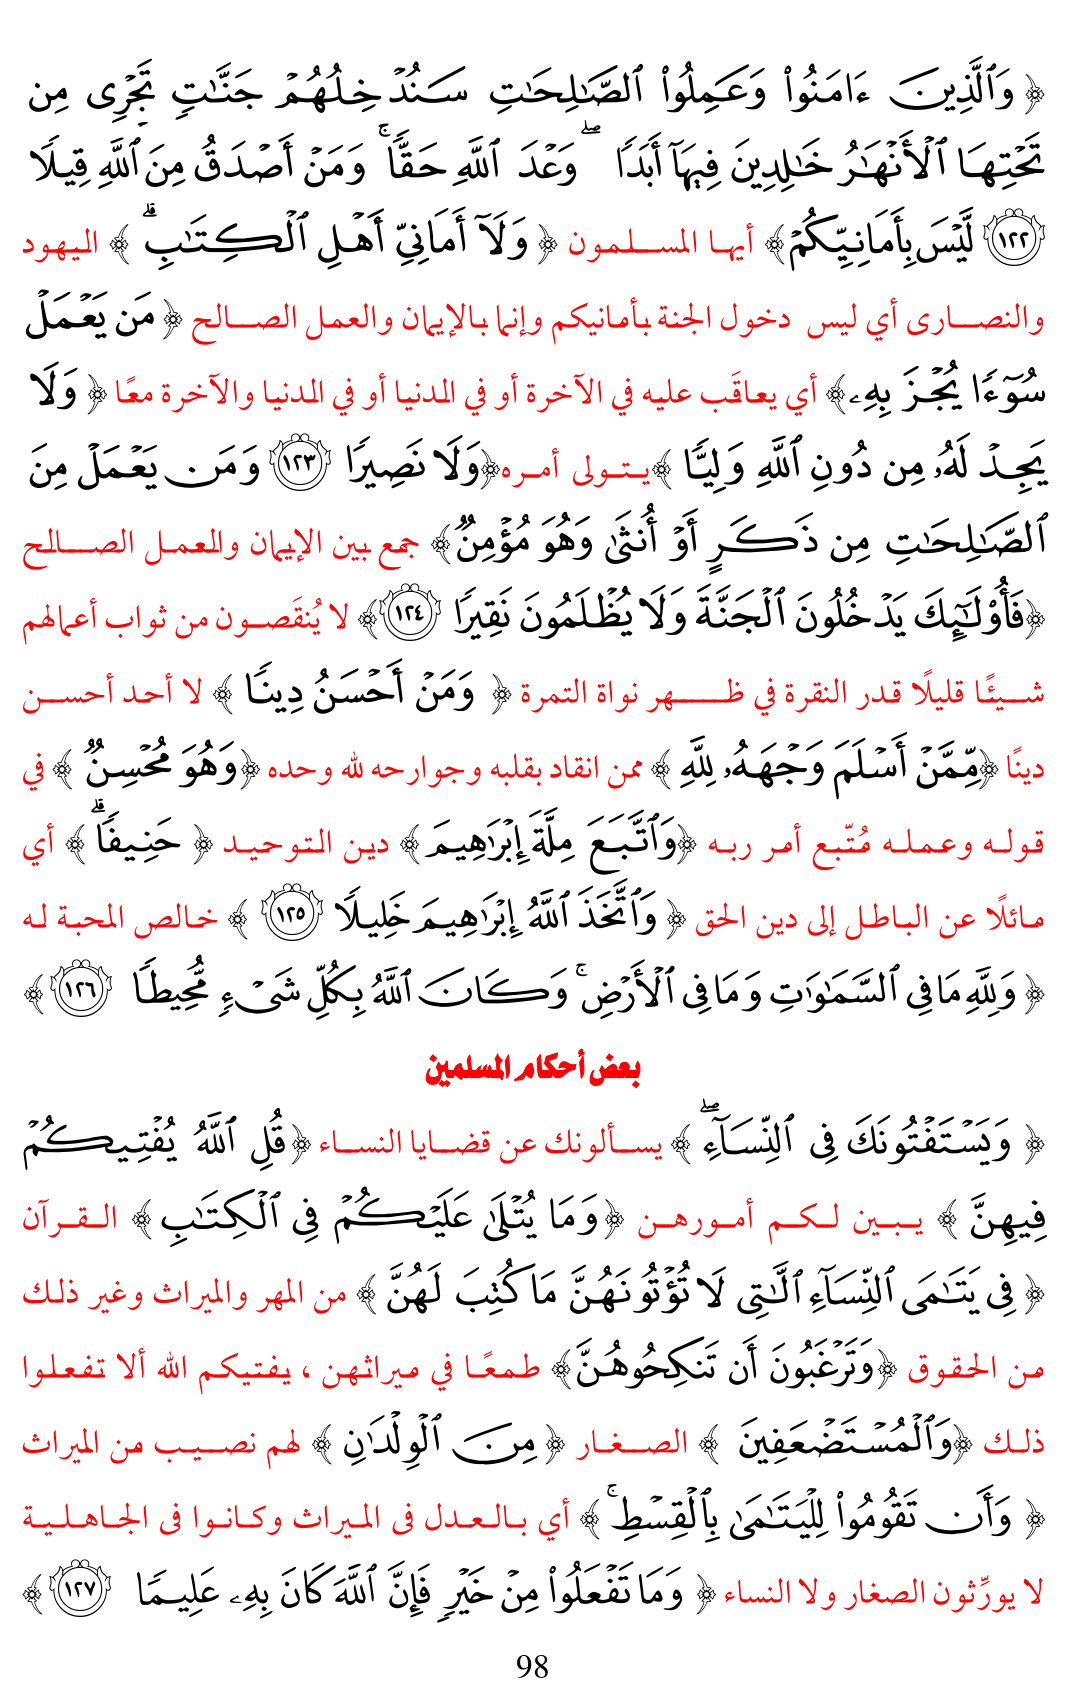 ﴿ وَٱلَّذِينَ ءَامَنُوا۟ وَعَمِلُوا۟ ٱلصَّـٰلِحَـٰتِ سَنُدْخِلُهُمْ جَنَّـٰتٍ تَجْرِى مِن
تَحْتِهَا ٱلْأَنْهَـٰرُ خَـٰلِدِينَ فِيهَآ أَبَدًا ۖ وَعْدَ ٱللَّهِ حَقًّا ۚ وَمَنْ أَصْدَقُ مِنَ ٱللَّهِ قِيلًا
١٢٢ لَّيْسَ بِأَمَانِيِّكُمْ﴾ أيها المسلمون ﴿ وَلَآ أَمَانِىِّ أَهْلِ ٱلْكِتَـٰبِ ۗ ﴾ اليهود
والنصارى أي ليس دخول الجنة بأمانيكم وإنما بالإيمان والعمل الصالح ﴿ مَن يَعْمَلْ
سُوٓءًا يُجْزَ بِهِۦ﴾ أي يعاقَب عليه في الآخرة أو في الدنيا أو في الدنيا والآخرة معًا ﴿ وَلَا
يَجِدْ لَهُۥ مِن دُونِ ٱللَّهِ وَلِيًّا ﴾ يتولى أمره ﴿وَلَا نَصِيرًا ١٢٣ وَمَن يَعْمَلْ مِنَ
ٱلصَّـٰلِحَـٰتِ مِن ذَكَرٍ أَوْ أُنثَىٰ وَهُوَ مُؤْمِنٌ﴾ جمع بين الإيمان والعمل الصالح
﴿فَأُو۟لَـٰٓئِكَ يَدْخُلُونَ ٱلْجَنَّةَ وَلَا يُظْلَمُونَ نَقِيرًا ١٢٤﴾ لا يُنقَصون من ثواب أعمالهم
شيئًا قليلًا قدر النقرة في ظهر نواة التمرة ﴿ وَمَنْ أَحْسَنُ دِينًا ﴾ لا أحد أحسن
دينًا ﴿مِّمَّنْ أَسْلَمَ وَجْهَهُۥ لِلَّهِ ﴾ ممن انقاد بقلبه وجوارحه لله وحده ﴿وَهُوَ مُحْسِنٌ ﴾ في
قوله وعمله مُتّبع أمر ربه ﴿وَٱتَّبَعَ مِلَّةَ إِبْرَٰهِيمَ ﴾ دين التوحيد ﴿ حَنِيفًا ۗ ﴾ أي
مائلًا عن الباطل إلى دين الحق ﴿ وَٱتَّخَذَ ٱللَّهُ إِبْرَٰهِيمَ خَلِيلًا ١٢٥ ﴾ خالص المحبة له
﴿ وَلِلَّهِ مَا فِى ٱلسَّمَـٰوَٰتِ وَمَا فِى ٱلْأَرْضِ ۚ وَكَانَ ٱللَّهُ بِكُلِّ شَىْءٍ مُّحِيطًا ١٢٦ ﴾
بعض أحكام المسلمين
﴿ وَيَسْتَفْتُونَكَ فِى ٱلنِّسَآءِ ۖ ﴾ يسألونك عن قضايا النساء ﴿قُلِ ٱللَّهُ يُفْتِيكُمْ
فِيهِنَّ ﴾ يبين لكم أمورهن ﴿وَمَا يُتْلَىٰ عَلَيْكُمْ فِى ٱلْكِتَـٰبِ ﴾ القرآن
﴿ فِى يَتَـٰمَى ٱلنِّسَآءِ ٱلَّـٰتِى لَا تُؤْتُونَهُنَّ مَا كُتِبَ لَهُنَّ ﴾ من المهر والميراث وغير ذلك
من الحقوق ﴿وَتَرْغَبُونَ أَن تَنكِحُوهُنَّ﴾ طمعًا في ميراثهن ، يفتيكم الله ألا تفعلوا
ذلك ﴿وَٱلْمُسْتَضْعَفِينَ ﴾ الصغار ﴿ مِنَ ٱلْوِلْدَٰنِ ﴾ لهم نصيب من الميراث
﴿ وَأَن تَقُومُوا۟ لِلْيَتَـٰمَىٰ بِٱلْقِسْطِ ۚ ﴾ أي بالعدل فى الميراث وكانوا فى الجاهلية
لا يورِّثون الصغار ولا النساء ﴿ وَمَا تَفْعَلُوا۟ مِنْ خَيْرٍ فَإِنَّ ٱللَّهَ كَانَ بِهِۦ عَلِيمًا ١٢٧ ﴾
98